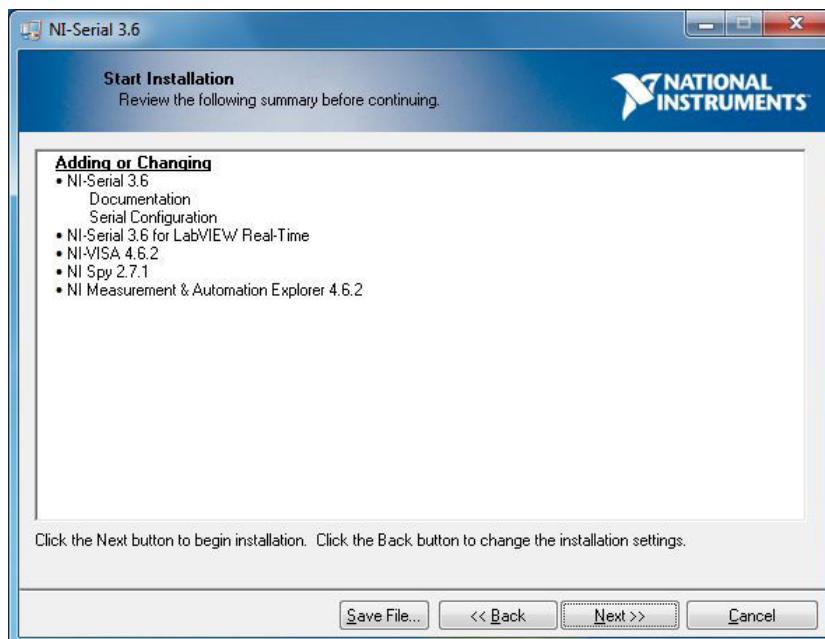 NI-Serial 3.6
Start Installation
Review the following summary before continuing.
NATIONAL
INSTRUMENTS
Adding or Changing
• NI-Serial 3.6
Documentation
Serial Configuration
• NI-Serial 3.6 for LabVIEW Real-Time
• NI-VISA 4.6.2
• NI Spy 2.7.1
• NI Measurement & Automation Explorer 4.6.2
Click the Next button to begin installation.  Click the Back button to change the installation settings.
Save File...
<< Back
Next >>
Cancel